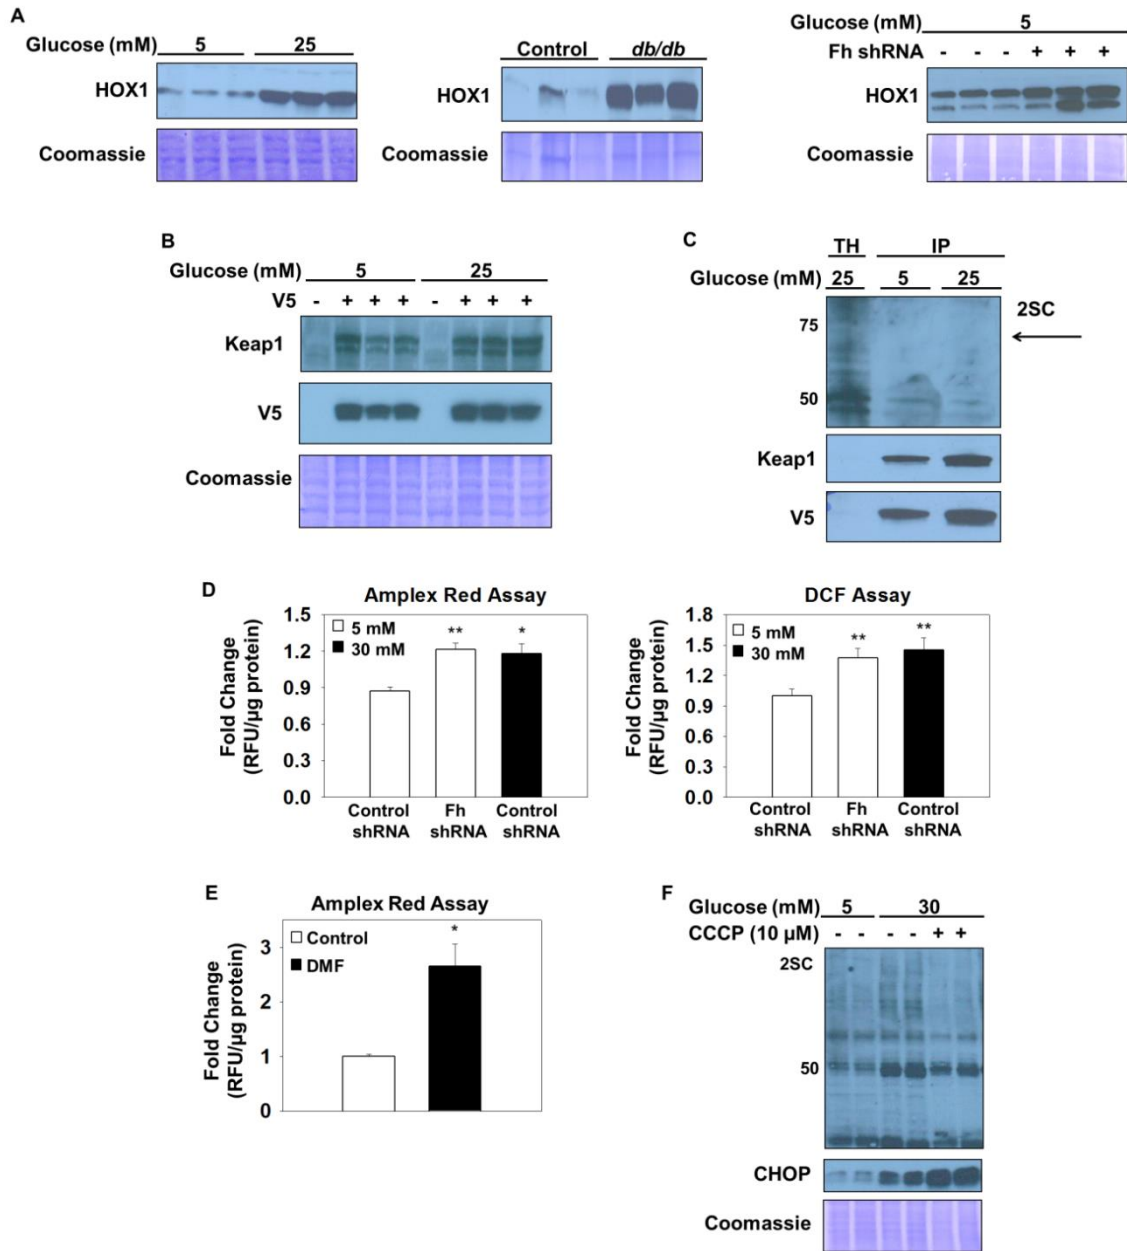 A
Glucose (mM) 5 25
HOX1
Coomassie
Control db/db
HOX1
Coomassie
Glucose (mM) 5
Fh shRNA - - - + + +
HOX1
Coomassie
B
Glucose (mM) 5 25
V5 - + + + - + + +
Keap1
V5
Coomassie
C
TH IP
Glucose (mM) 25 5 25
75
2SC
50
Keap1
V5
D
Amplex Red Assay
Fold Change
(RFU/µg protein)
1.5
1.2
0.9
0.6
0.3
0.0
5 mM
30 mM
** *
Control Fh Control
shRNA shRNA shRNA
DCF Assay
Fold Change
(RFU/µg protein)
1.8
1.5
1.2
0.9
0.6
0.3
0.0
5 mM
30 mM
** **
Control Fh Control
shRNA shRNA shRNA
E
Amplex Red Assay
Fold Change
(RFU/µg protein)
3
2
1
0
Control
DMF
*
F
Glucose (mM) 5 30
CCCP (10 µM) - - - - + +
2SC
50
CHOP
Coomassie